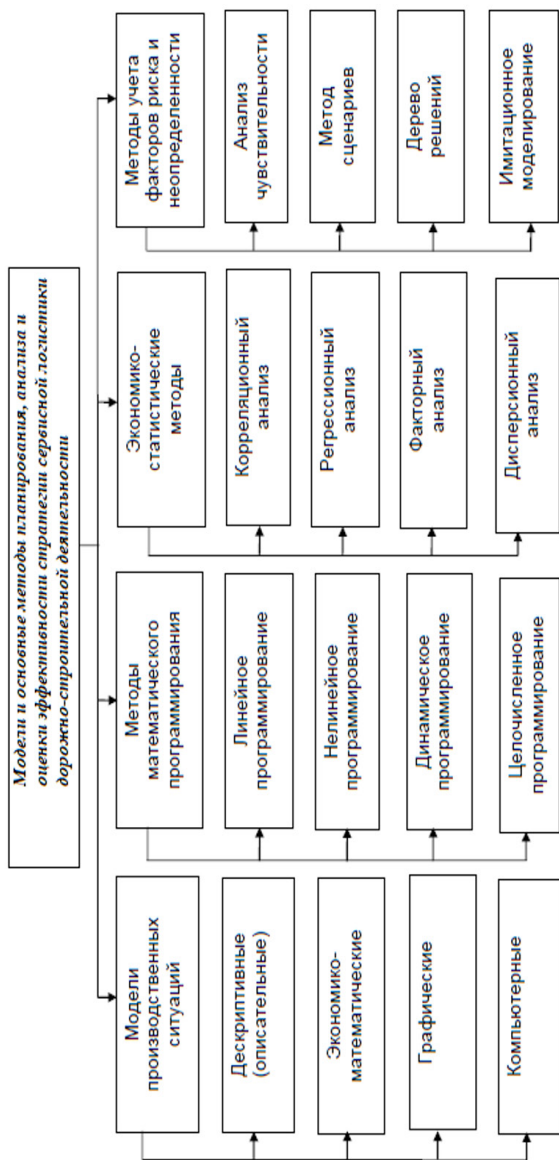 Модели и основные методы планирования, анализа и
оценки эффективности стратегии сервисной логистики
дорожно-строительной деятельности
Модели
производственных
ситуаций
Дескриптивные
(описательные)
Экономико-
математические
Графические
Компьютерные
Методы
математического
программирования
Линейное
программирование
Нелинейное
программирование
Динамическое
программирование
Целочисленное
программирование
Экономико-
статистические
методы
Корреляционный
анализ
Регрессионный
анализ
Факторный
анализ
Дисперсионный
анализ
Методы учета
факторов риска и
неопределенности
Анализ
чувствительности
Метод
сценариев
Дерево
решений
Имитационное
моделирование